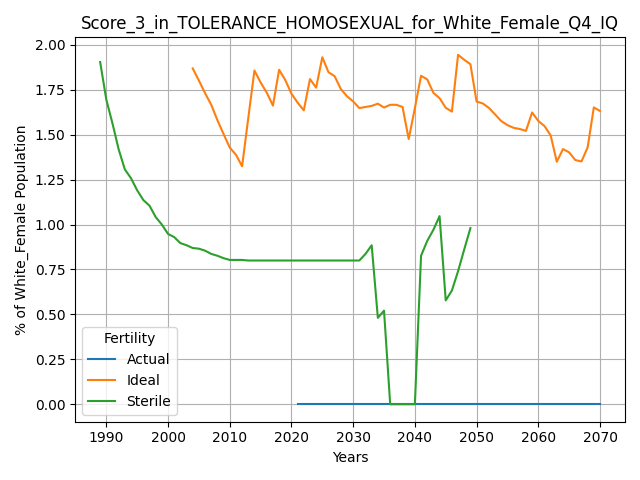 Score_3_in_TOLERANCE_HOMOSEXUAL_for_White_Female_Q4_IQ
2.00
1.75
1.50
1.25
1.00
0.75
0.50
0.25
0.00
% of White_Female Population
Fertility
Actual
Ideal
Sterile
1990 2000 2010 2020 2030 2040 2050 2060 2070
Years